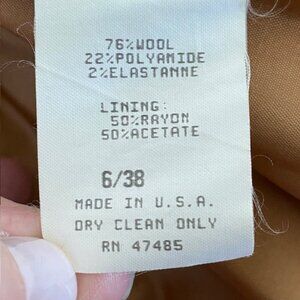 76%WOOL
22%POLYAMIDE
2%ELASTANNE
LINING:
50%RAYON
50%ACETATE
6/38
MADE IN U.S.A.
DRY CLEAN ONLY
RN 47485